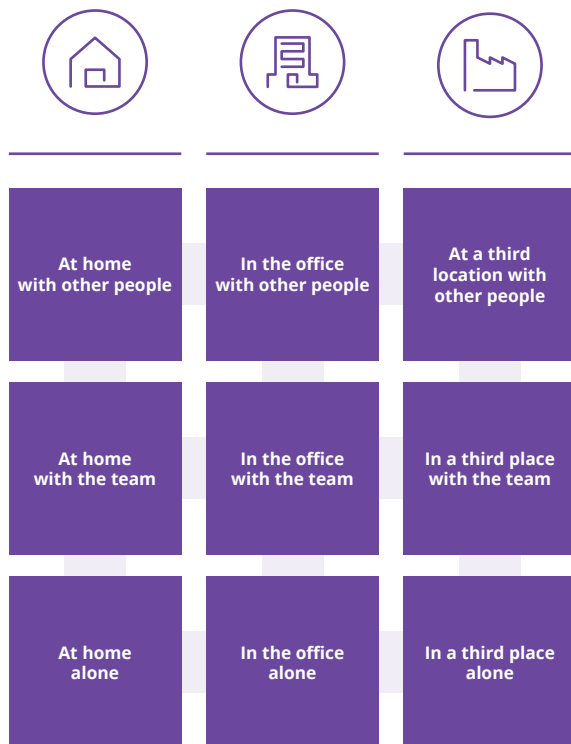 At home
with other people
In the office
with other people
At a third
location with
other people
At home
with the team
In the office
with the team
In a third place
with the team
At home
alone
In the office
alone
In a third place
alone